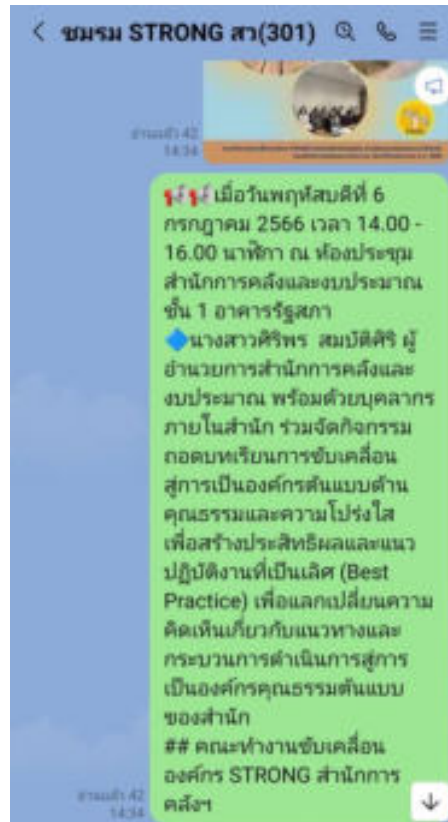 ชมรม STRONG สว(301)
อ่านแล้ว 42
14:34
เมื่อวันพฤหัสบดีที่ 6
กรกฎาคม 2566 เวลา 14.00 -
16.00 นาฬิกา ณ ห้องประชุม
สำนักการคลังและงบประมาณ
ชั้น 1 อาคารรัฐสภา
🔷นางสาวศิริพร สมบัติศิริ ผู้
อำนวยการสำนักการคลังและ
งบประมาณ พร้อมด้วยบุคลากร
ภายในสำนัก ร่วมจัดกิจกรรม
ถอดบทเรียนการขับเคลื่อน
สู่การเป็นองค์กรต้นแบบด้าน
คุณธรรมและความโปร่งใส
เพื่อสร้างประสิทธิผลและแนว
ปฏิบัติงานที่เป็นเลิศ (Best
Practice) เพื่อแลกเปลี่ยนความ
คิดเห็นเกี่ยวกับแนวทางและ
กระบวนการดำเนินการสู่การ
เป็นองค์กรคุณธรรมต้นแบบ
ของสำนัก
## คณะทำงานขับเคลื่อน
องค์กร STRONG สำนักการ
คลังฯ
อ่านแล้ว 42
14:34